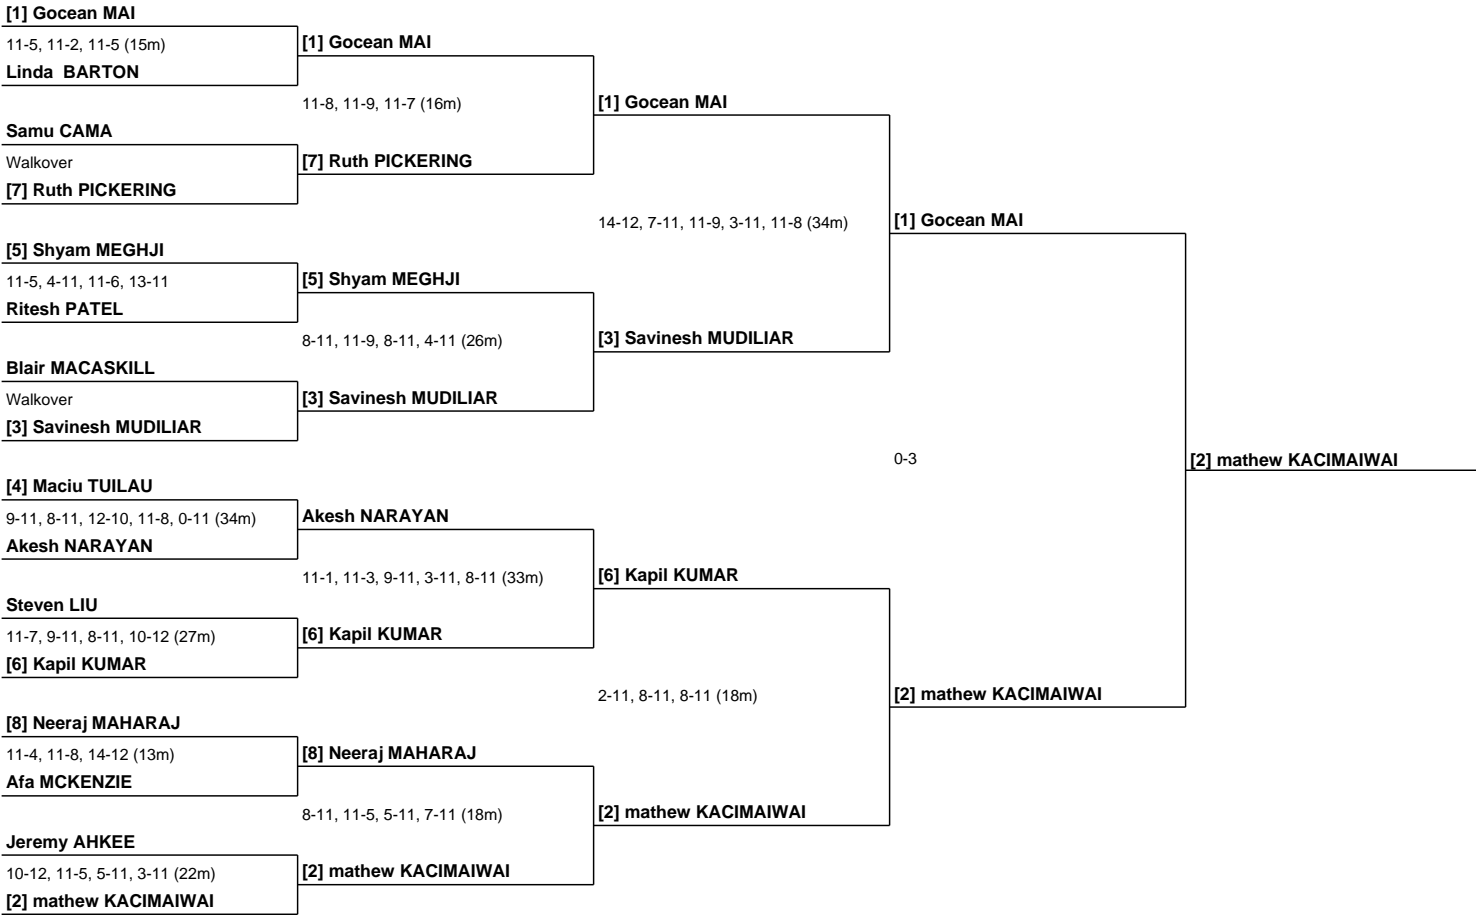 [1] Gocean MAI
11-5, 11-2, 11-5 (15m)
Linda  BARTON
Samu CAMA
Walkover
[7] Ruth PICKERING
[5] Shyam MEGHJI
11-5, 4-11, 11-6, 13-11
Ritesh PATEL
Blair MACASKILL
Walkover
[3] Savinesh MUDILIAR
[4] Maciu TUILAU
9-11, 8-11, 12-10, 11-8, 0-11 (34m)
Akesh NARAYAN
Steven LIU
11-7, 9-11, 8-11, 10-12 (27m)
[6] Kapil KUMAR
[8] Neeraj MAHARAJ
11-4, 11-8, 14-12 (13m)
Afa MCKENZIE
Jeremy AHKEE
10-12, 11-5, 5-11, 3-11 (22m)
[2] mathew KACIMAIWAI
[1] Gocean MAI
11-8, 11-9, 11-7 (16m)
[7] Ruth PICKERING
[5] Shyam MEGHJI
8-11, 11-9, 8-11, 4-11 (26m)
[3] Savinesh MUDILIAR
Akesh NARAYAN
11-1, 11-3, 9-11, 3-11, 8-11 (33m)
[6] Kapil KUMAR
[8] Neeraj MAHARAJ
8-11, 11-5, 5-11, 7-11 (18m)
[2] mathew KACIMAIWAI
[1] Gocean MAI
14-12, 7-11, 11-9, 3-11, 11-8 (34m)
[3] Savinesh MUDILIAR
[6] Kapil KUMAR
2-11, 8-11, 8-11 (18m)
[2] mathew KACIMAIWAI
[1] Gocean MAI
0-3
[2] mathew KACIMAIWAI
[2] mathew KACIMAIWAI